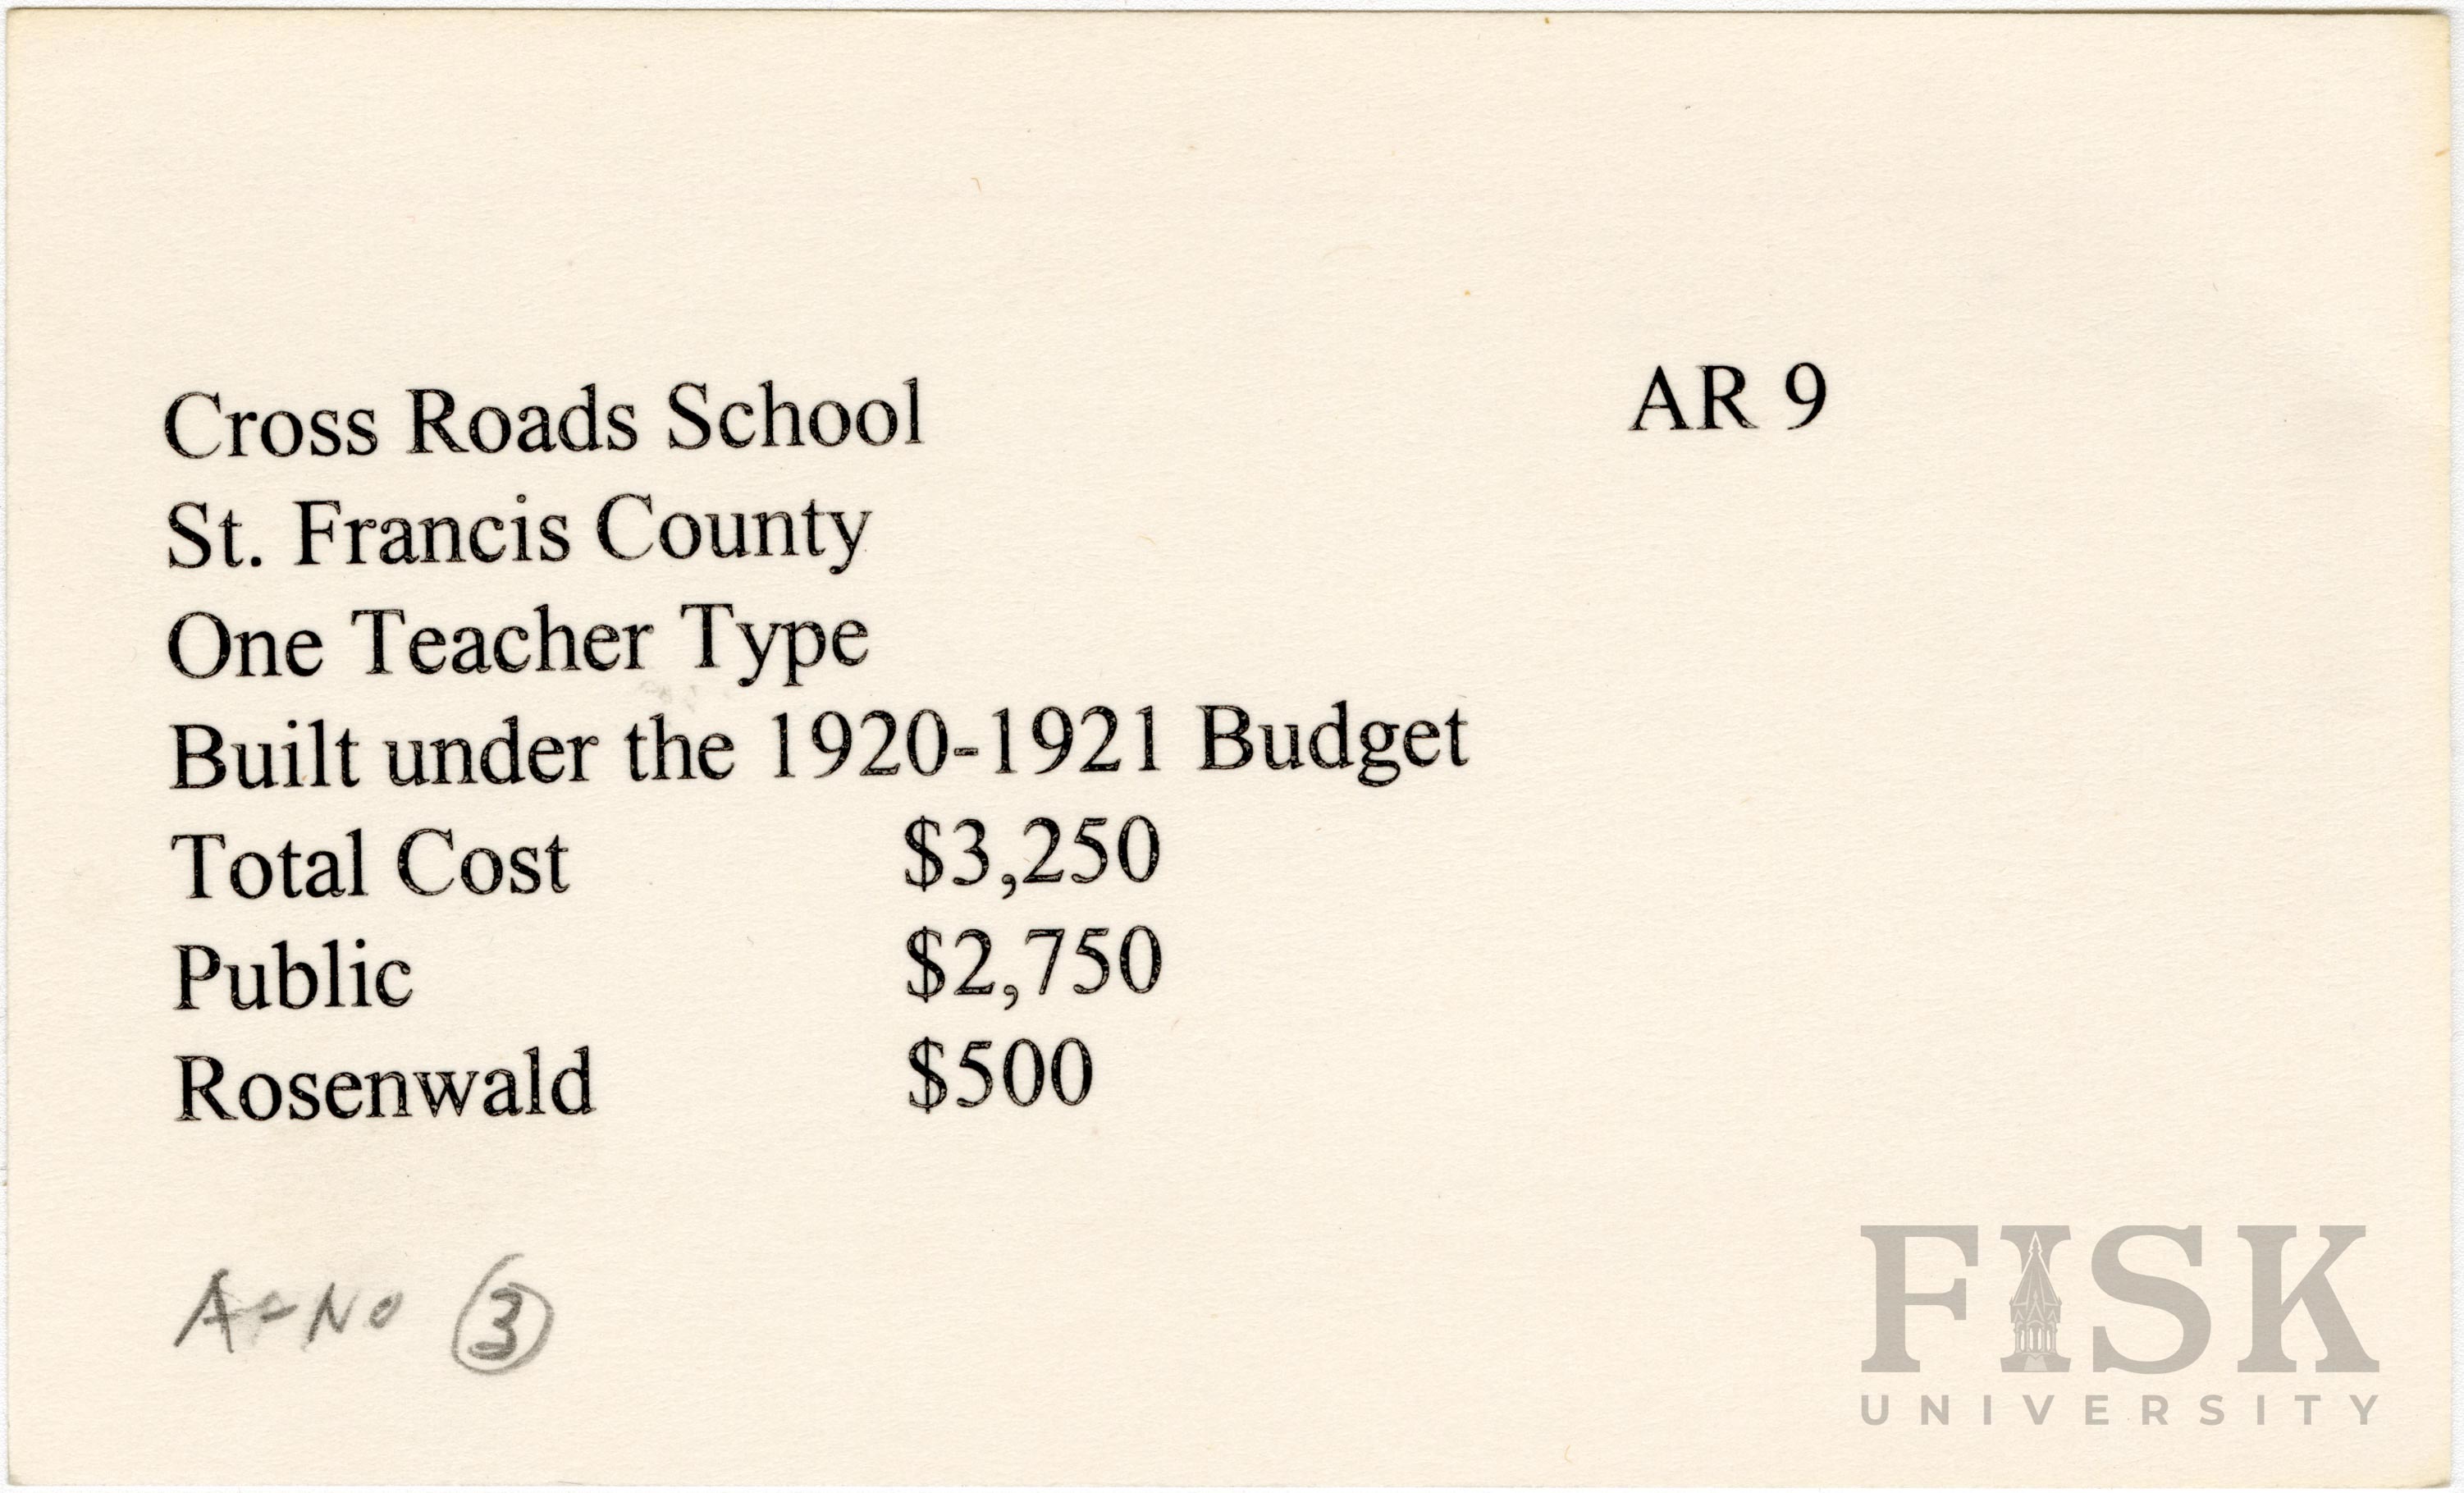 Cross Roads School AR 9
St. Francis County
One Teacher Type
Built under the 1920-1921 Budget
Total Cost $3,250
Public $2,750
Rosenwald $500
No 3
FISK
UNIVERSITY